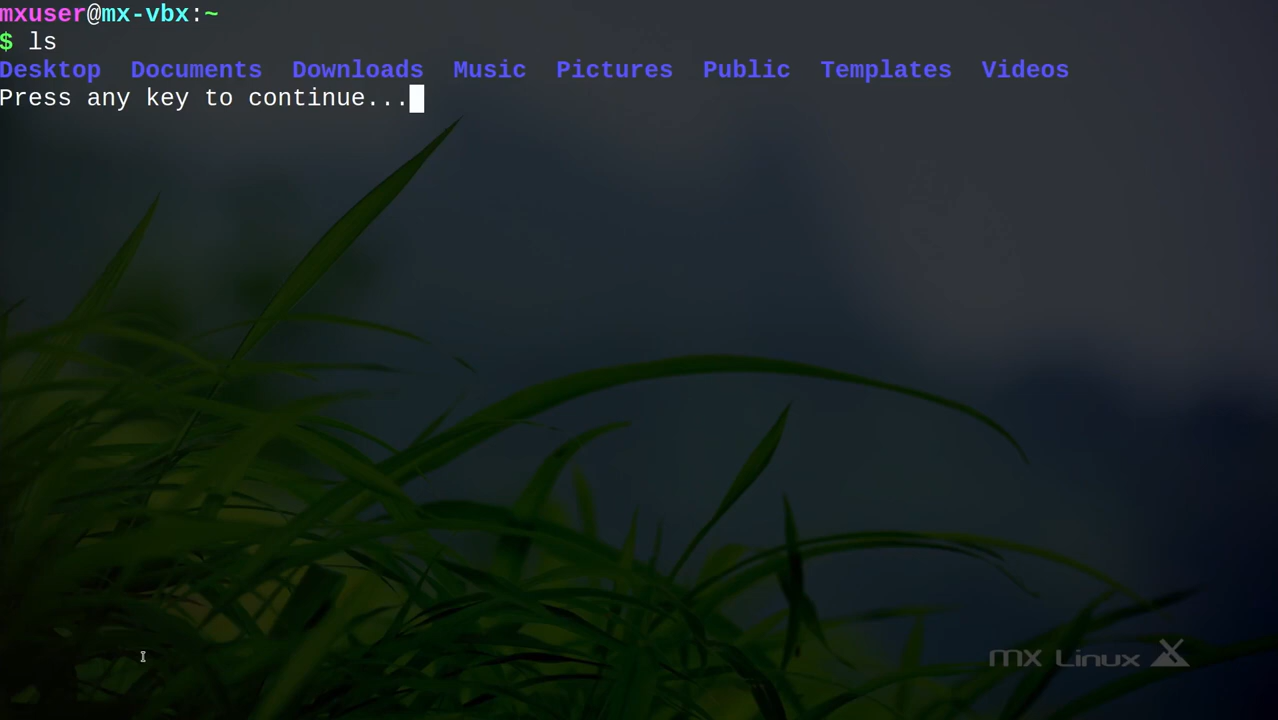 mxuser@mx-vbx:~
$ ls
Desktop  Documents  Downloads  Music  Pictures  Public  Templates  Videos
Press any key to continue...
mx Linux